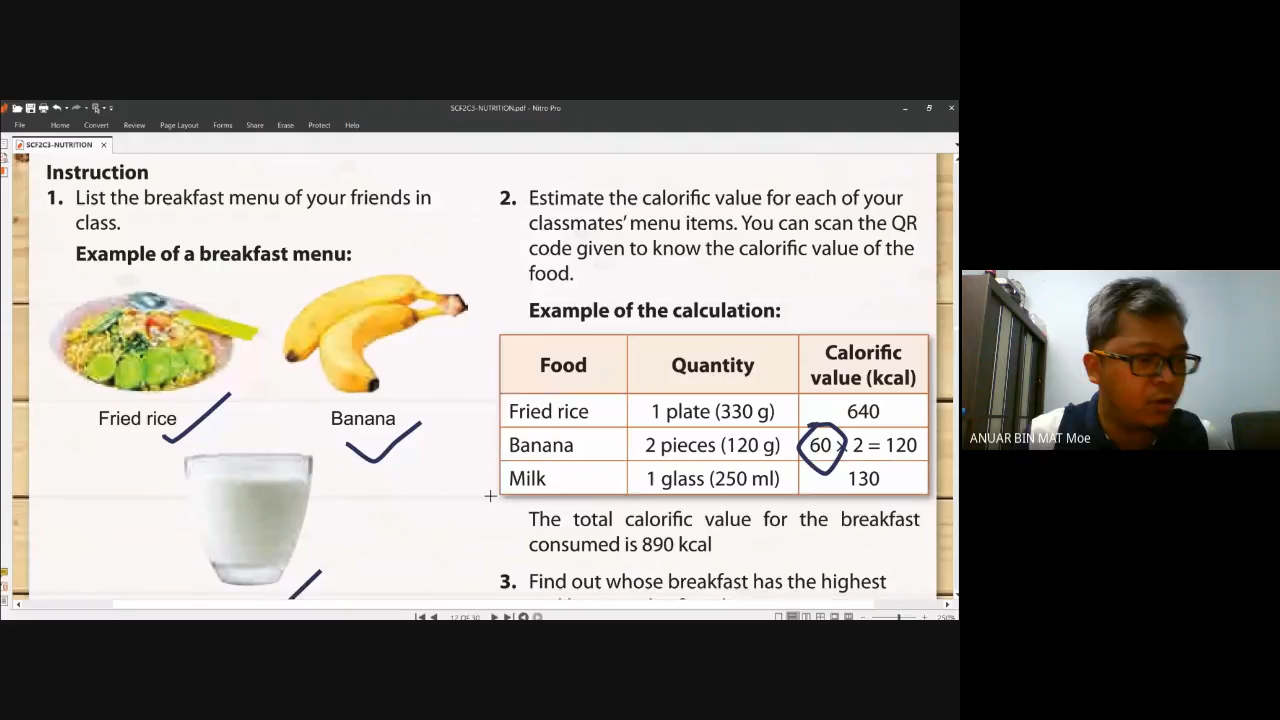 SCF2C3-NUTRITION.pdf - Nitro Pro
File Home Convert Review Page Layout Forms Share Erase Protect Help
SCF2C3-NUTRITION
Instruction
1. List the breakfast menu of your friends in
class.
Example of a breakfast menu:
Fried rice
Banana
2. Estimate the calorific value for each of your
classmates' menu items. You can scan the QR
code given to know the calorific value of the
food.
Example of the calculation:
Food Quantity Calorific value (kcal)
Fried rice 1 plate (330 g) 640
Banana 2 pieces (120 g) 60 × 2 = 120
Milk 1 glass (250 ml) 130
The total calorific value for the breakfast
consumed is 890 kcal
3. Find out whose breakfast has the highest
12 OF 30
250%
ANUAR BIN MAT Moe